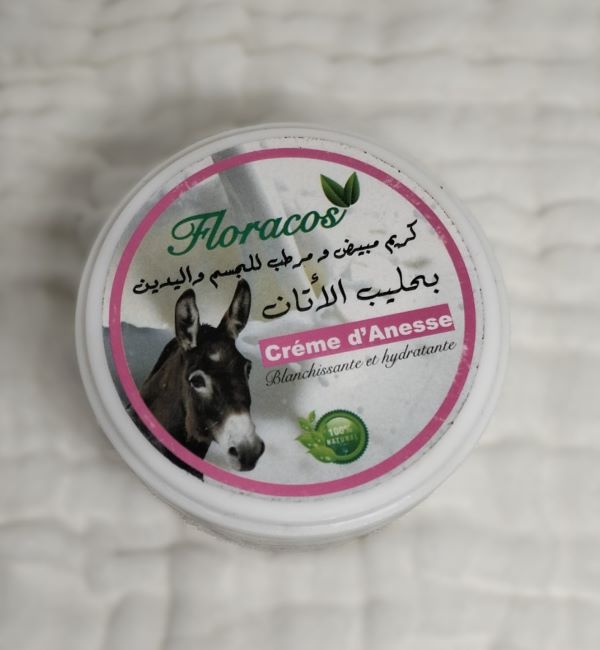 Floracos
كريم مبيض و مرطب للجسم واليدين
بحليب الأتان
Créme d'Anesse
Blanchissante et hydratante
100%
NATURAL